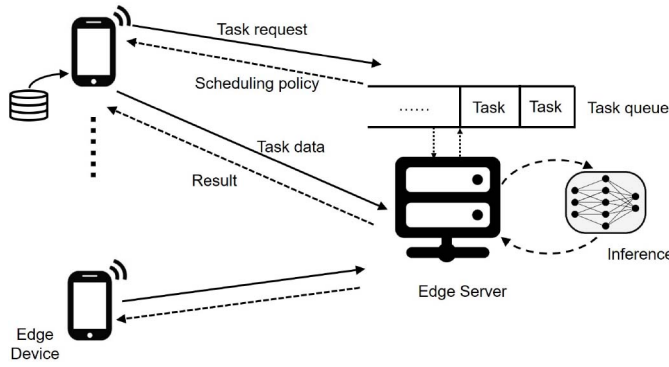 Task request
Scheduling policy
......
Task
Task
Task queue
Task data
Result
Inference
Edge Server
Edge
Device